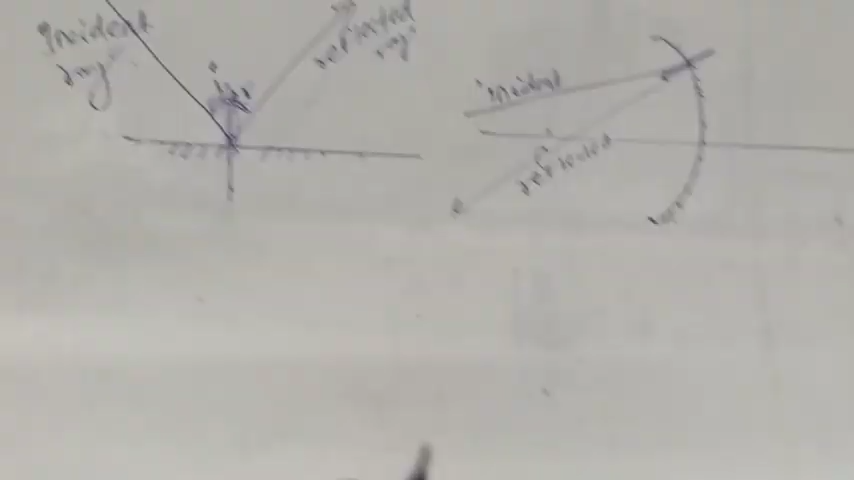 incident
ray
reflected
ray
i
r
incident
reflected